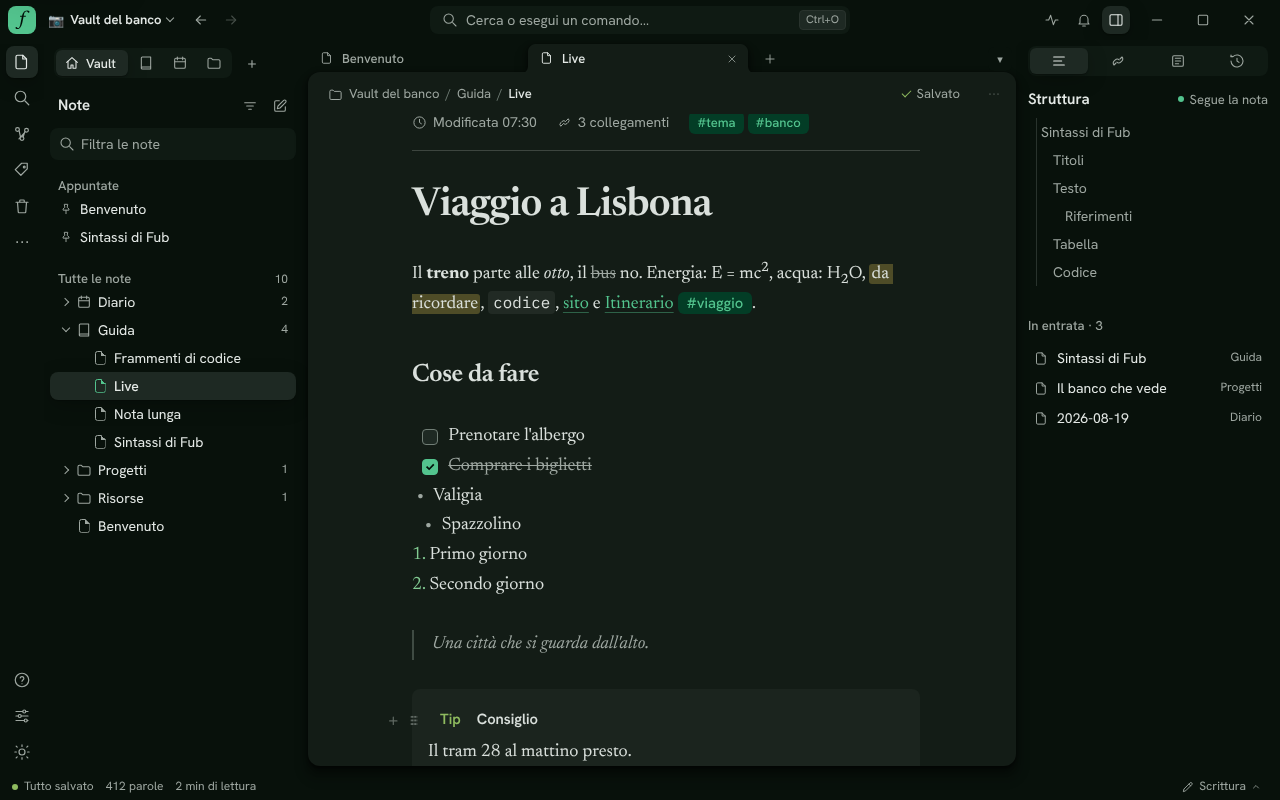 f Vault del banco
Cerca o esegui un comando...
Ctrl+O
Vault
Benvenuto
Live
Note
Filtra le note
Appuntate
Benvenuto
Sintassi di Fub
Tutte le note 10
Diario 2
Guida 4
Frammenti di codice
Live
Nota lunga
Sintassi di Fub
Progetti 1
Risorse 1
Benvenuto
Vault del banco / Guida / Live
Salvato
Modificata 07:30 3 collegamenti #tema #banco
Viaggio a Lisbona
Il treno parte alle otto, il bus no. Energia: E = mc², acqua: H₂O, da
ricordare, codice, sito e Itinerario #viaggio.
Cose da fare
Prenotare l'albergo
Comprare i biglietti
• Valigia
• Spazzolino
1. Primo giorno
2. Secondo giorno
Una città che si guarda dall'alto.
Tip Consiglio
Il tram 28 al mattino presto.
Struttura
Segue la nota
Sintassi di Fub
Titoli
Testo
Riferimenti
Tabella
Codice
In entrata · 3
Sintassi di Fub Guida
Il banco che vede Progetti
2026-08-19 Diario
Tutto salvato 412 parole 2 min di lettura
Scrittura